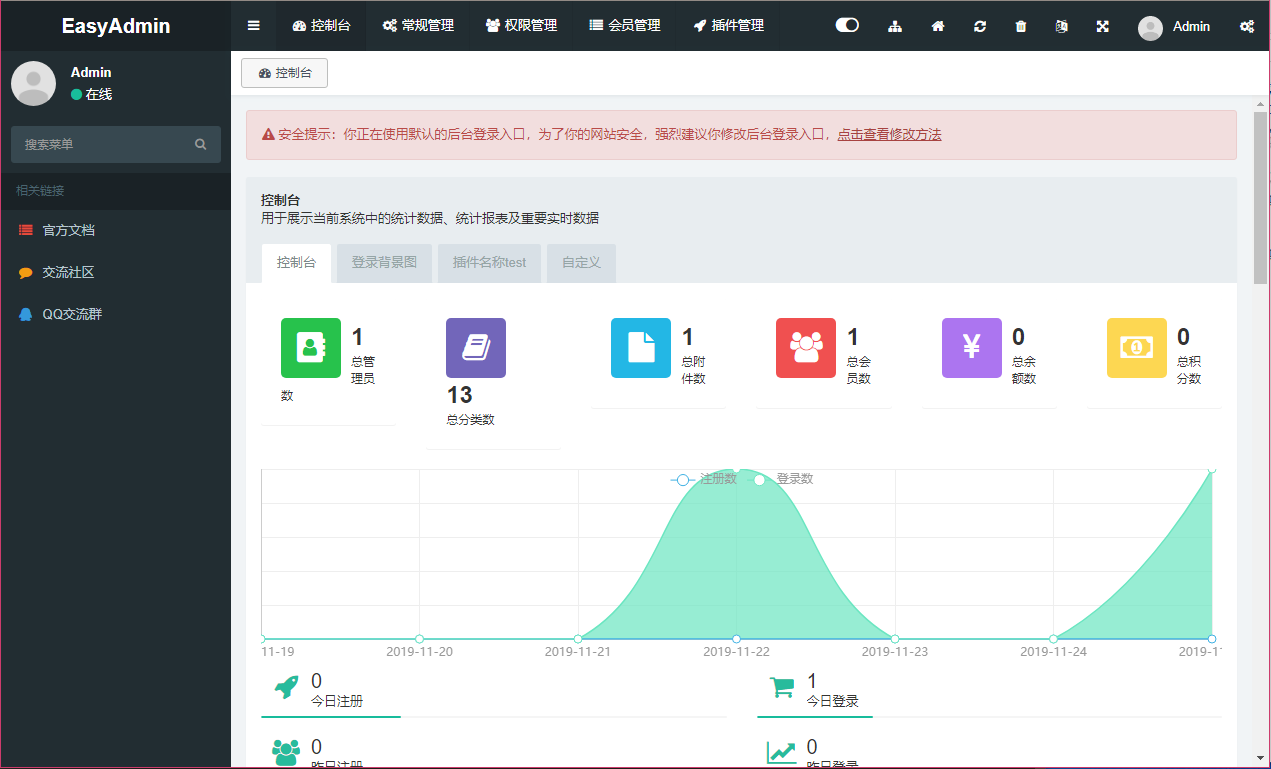 EasyAdmin
控制台
常规管理
权限管理
会员管理
插件管理
Admin
Admin
在线
搜索菜单
相关链接
官方文档
交流社区
QQ交流群
控制台
安全提示：你正在使用默认的后台登录入口，为了你的网站安全，强烈建议你修改后台登录入口，点击查看修改方法
控制台
用于展示当前系统中的统计数据、统计报表及重要实时数据
控制台
登录背景图
插件名称test
自定义
1
总管
理员
数
13
总分类数
1
总附
件数
1
总会
员数
¥
0
总余
额数
1
0
总积
分数
注册数
登录数
11-19
2019-11-20
2019-11-21
2019-11-22
2019-11-23
2019-11-24
2019-1
0
今日注册
1
今日登录
0
昨日注册
0
昨日登录